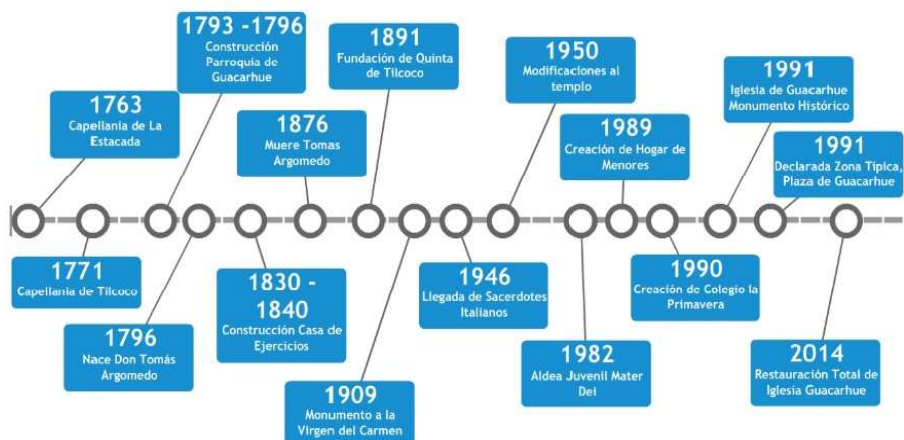 1763
Capellania de La
Estacada
1771
Capellania de Tilcoco
1793 -1796
Construcción
Parroquia de
Guacarhue
1796
Nace Don Tomás
Argomedo
1830 -
1840
Construcción Casa de
Ejercicios
1876
Muere Tomas
Argomedo
1891
Fundación de Quinta
de Tilcoco
1909
Monumento a la
Virgen del Carmen
1946
Llegada de Sacerdotes
Italianos
1950
Modificaciones al
templo
1982
Aldea Juvenil Mater
Dei
1989
Creación de Hogar de
Menores
1990
Creación de Colegio la
Primavera
1991
Iglesia de Guacarhue
Monumento Histórico
1991
Declarada Zona Tipica,
Plaza de Guacarhue
2014
Restauración Total de
Iglesia Guacarhue